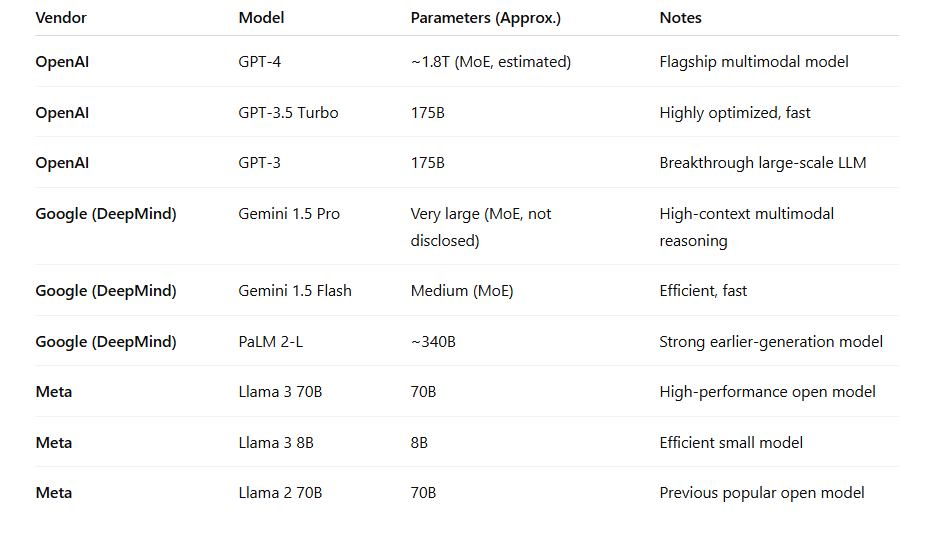 Vendor Model Parameters (Approx.) Notes
OpenAI GPT-4 ~1.8T (MoE, estimated) Flagship multimodal model
OpenAI GPT-3.5 Turbo 175B Highly optimized, fast
OpenAI GPT-3 175B Breakthrough large-scale LLM
Google (DeepMind) Gemini 1.5 Pro Very large (MoE, not High-context multimodal
disclosed) reasoning
Google (DeepMind) Gemini 1.5 Flash Medium (MoE) Efficient, fast
Google (DeepMind) PaLM 2-L ~340B Strong earlier-generation model
Meta Llama 3 70B 70B High-performance open model
Meta Llama 3 8B 8B Efficient small model
Meta Llama 2 70B 70B Previous popular open model